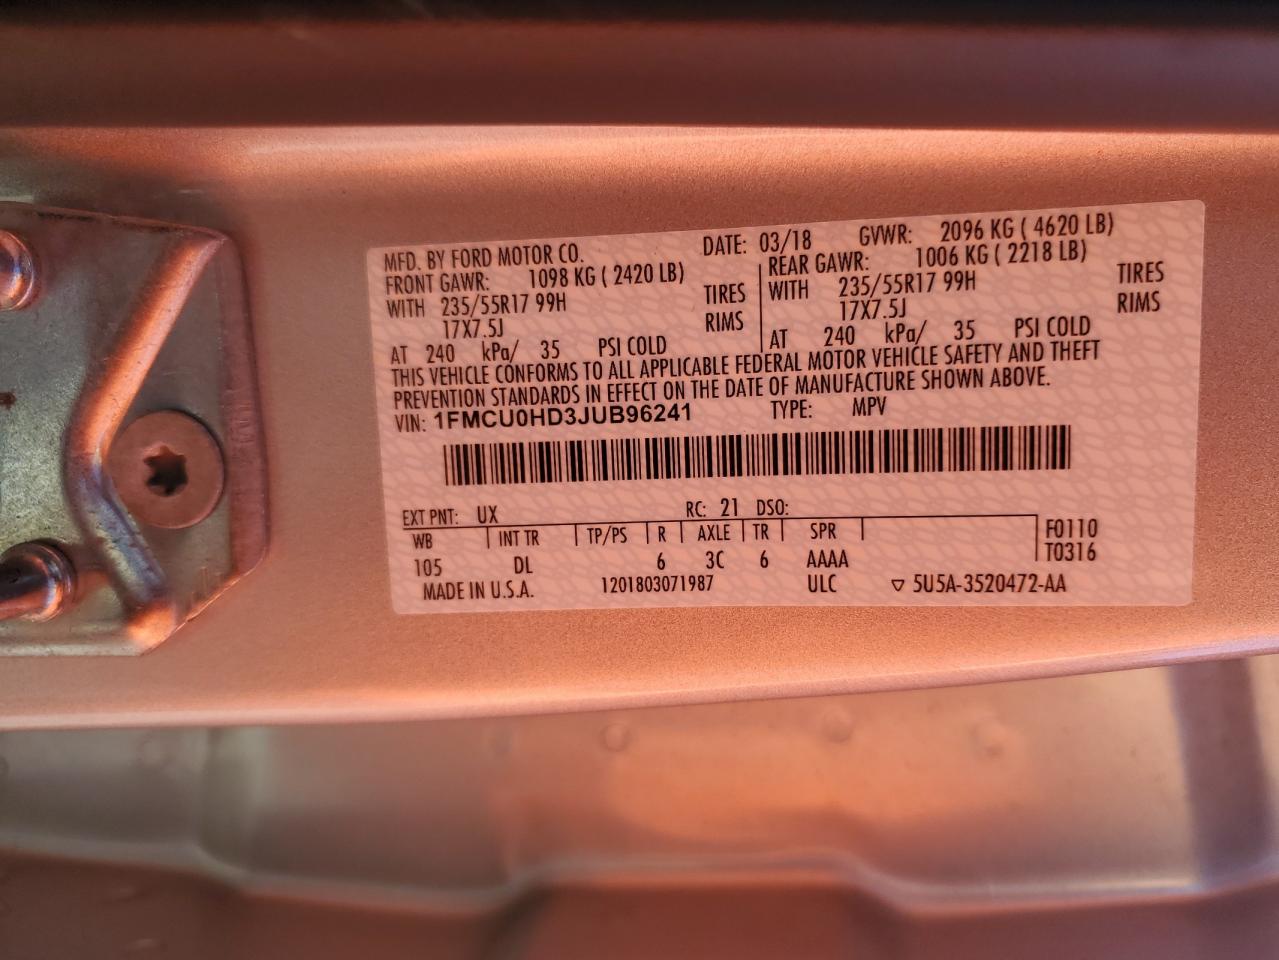 MFD. BY FORD MOTOR CO. DATE: 03/18 GVWR: 2096 KG ( 4620 LB)
FRONT GAWR: 1098 KG ( 2420 LB) REAR GAWR: 1006 KG ( 2218 LB)
WITH 235/55R17 99H TIRES WITH 235/55R17 99H TIRES
17X7.5J RIMS 17X7.5J RIMS
AT 240 kPa/ 35 PSI COLD AT 240 kPa/ 35 PSI COLD
THIS VEHICLE CONFORMS TO ALL APPLICABLE FEDERAL MOTOR VEHICLE SAFETY AND THEFT
PREVENTION STANDARDS IN EFFECT ON THE DATE OF MANUFACTURE SHOWN ABOVE.
VIN: 1FMCU0HD3JUB96241 TYPE: MPV
EXT PNT: UX RC: 21 DSO:
WB INT TR TP/PS R AXLE TR SPR F0110
105 DL 6 3C 6 AAAA T0316
MADE IN U.S.A. 1201803071987 ULC ▽ 5U5A-3520472-AA